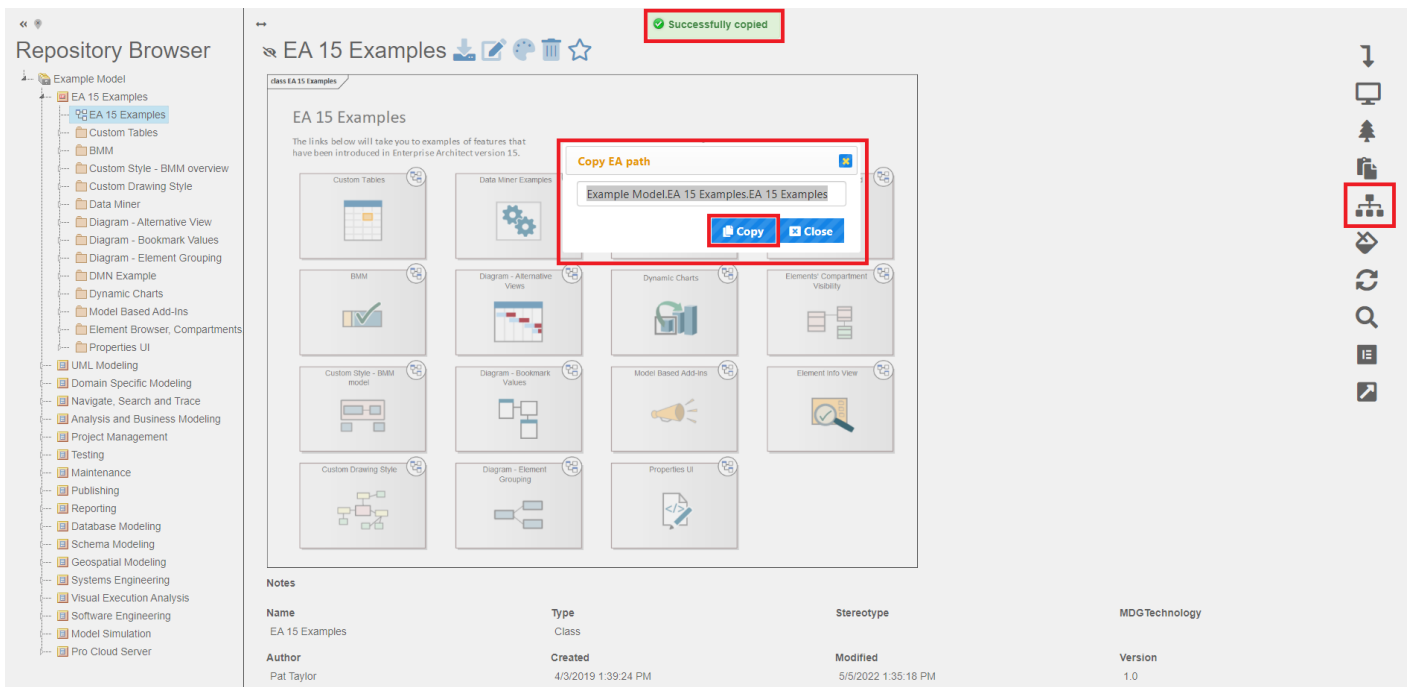 Successfully copied
Repository Browser
EA 15 Examples
Example Model
EA 15 Examples
EA 15 Examples
Custom Tables
BMM
Custom Style - BMM overview
Custom Drawing Style
Data Miner
Diagram - Alternative View
Diagram - Bookmark Values
Diagram - Element Grouping
DMN Example
Dynamic Charts
Model Based Add-Ins
Element Browser, Compartments
Properties UI
UML Modeling
Domain Specific Modeling
Navigate, Search and Trace
Analysis and Business Modeling
Project Management
Testing
Maintenance
Publishing
Reporting
Database Modeling
Schema Modeling
Geospatial Modeling
Systems Engineering
Visual Execution Analysis
Software Engineering
Model Simulation
Pro Cloud Server
class EA 15 Examples
EA 15 Examples
The links below will take you to examples of features that
have been introduced in Enterprise Architect version 15.
Copy EA path
Example Model.EA 15 Examples.EA 15 Examples
Copy
Close
Custom Tables
Data Miner Examples
BMM
Diagram - Alternative
Views
Dynamic Charts
Elements' Compartment
Visibility
Custom Style - BMM
model
Diagram - Bookmark
Values
Model Based Add-Ins
Element Info View
Custom Drawing Style
Diagram - Element
Grouping
Properties UI
Notes
Name Type Stereotype MDGTechnology
EA 15 Examples Class
Author Created Modified Version
Pat Taylor 4/3/2019 1:39:24 PM 5/5/2022 1:35:18 PM 1.0